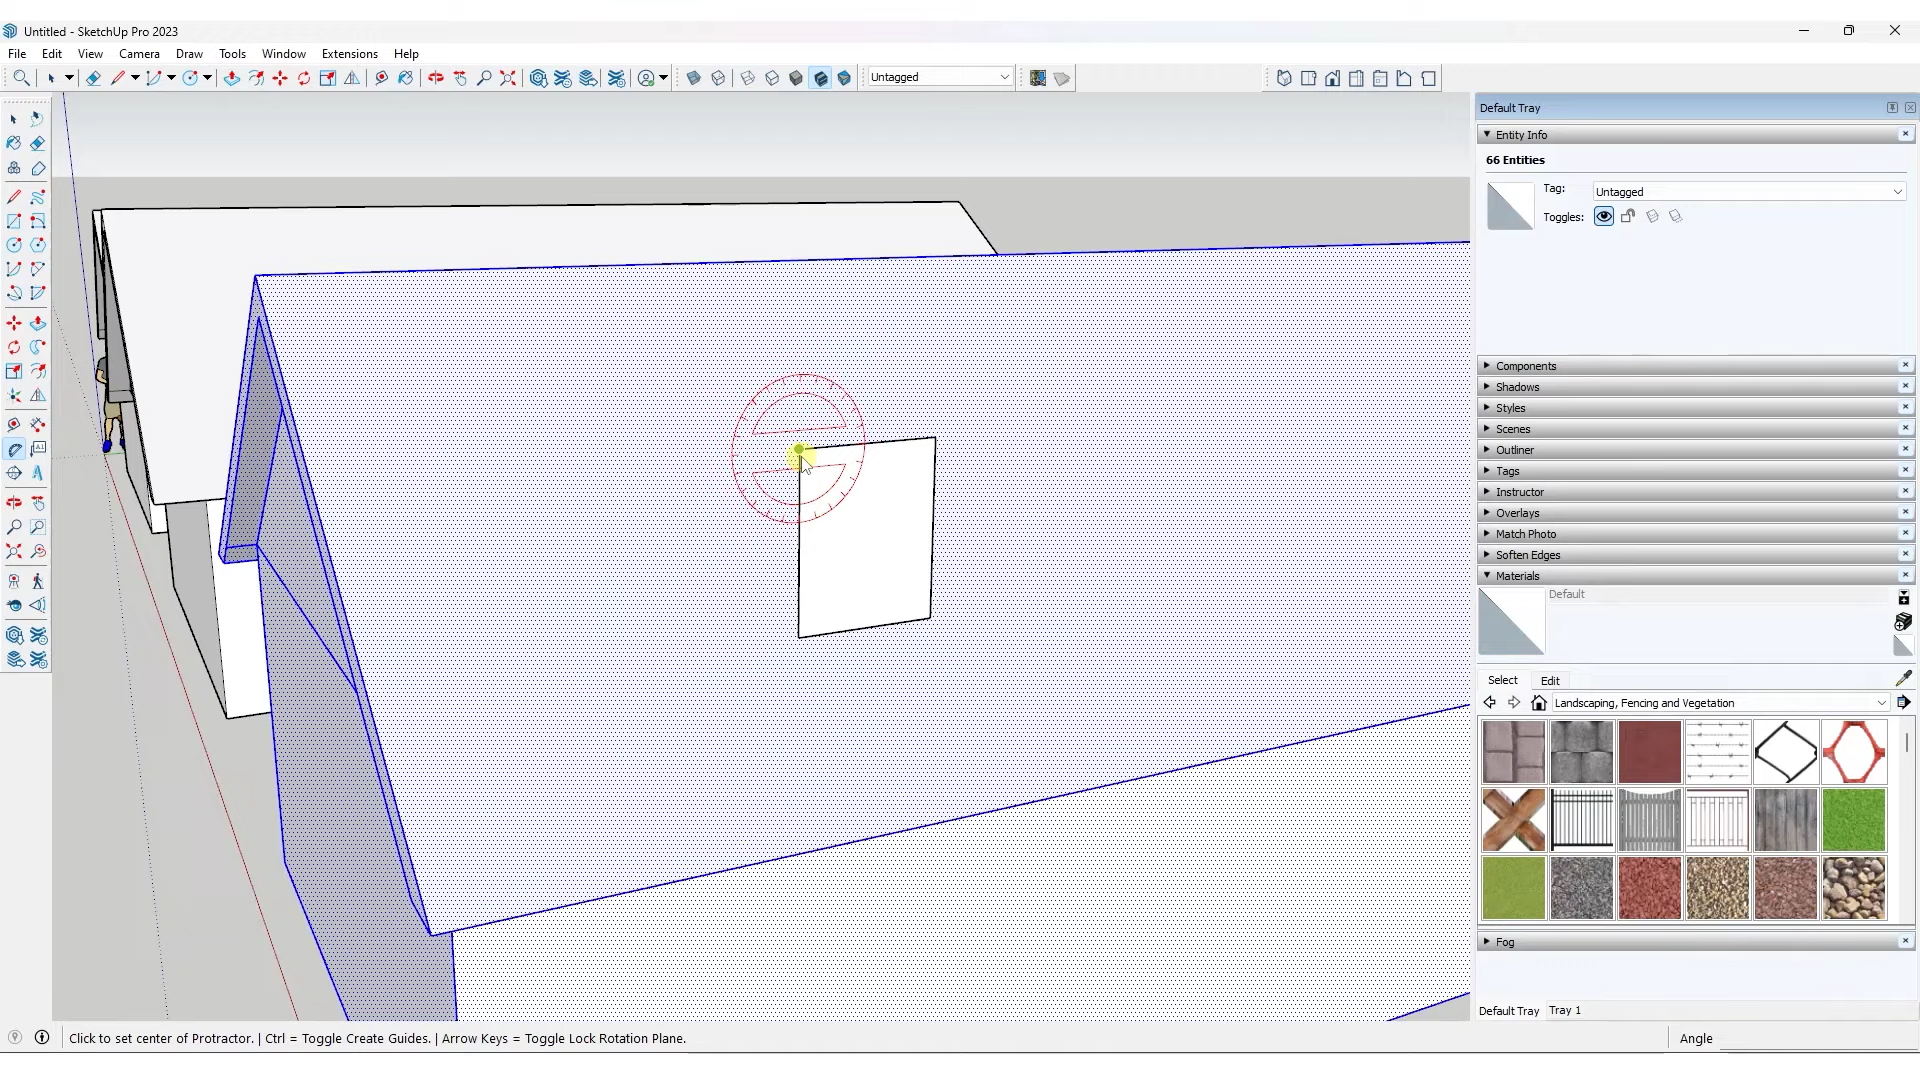 Untitled - SketchUp Pro 2023
File Edit View Camera Draw Tools Window Extensions Help
Untagged
Default Tray
Entity Info
66 Entities
Tag: Untagged
Toggles:
Components
Shadows
Styles
Scenes
Outliner
Tags
Instructor
Overlays
Match Photo
Soften Edges
Materials
Default
Select Edit
Landscaping, Fencing and Vegetation
Fog
Default Tray Tray 1
Click to set center of Protractor. | Ctrl = Toggle Create Guides. | Arrow Keys = Toggle Lock Rotation Plane.
Angle